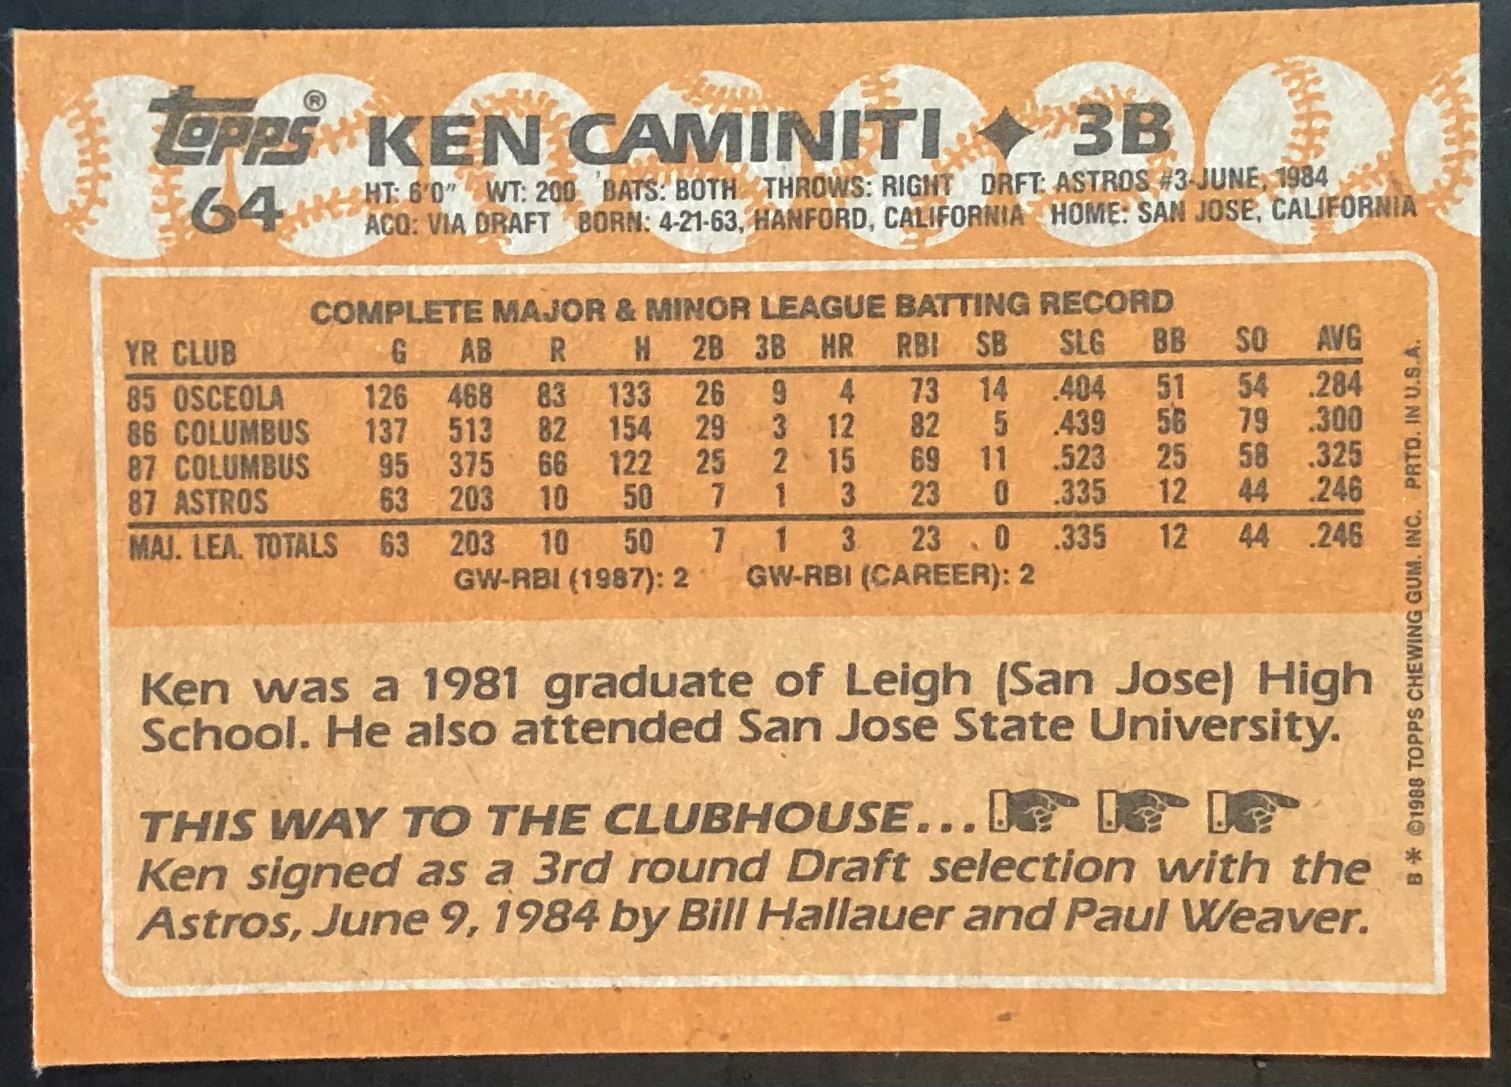 topps® KEN CAMINITI ✦ 3B
64 HT: 6'0" WT: 200 BATS: BOTH THROWS: RIGHT DRFT: ASTROS #3-JUNE, 1984
ACQ: VIA DRAFT BORN: 4-21-63, HANFORD, CALIFORNIA HOME: SAN JOSE, CALIFORNIA
COMPLETE MAJOR & MINOR LEAGUE BATTING RECORD
YR CLUB G AB R H 2B 3B HR RBI SB SLG BB SO AVG
85 OSCEOLA 126 468 83 133 26 9 4 73 14 .404 51 54 .284
86 COLUMBUS 137 513 82 154 29 3 12 82 5 .439 56 79 .300
87 COLUMBUS 95 375 66 122 25 2 15 69 11 .523 25 58 .325
87 ASTROS 63 203 10 50 7 1 3 23 0 .335 12 44 .246
MAJ. LEA. TOTALS 63 203 10 50 7 1 3 23 0 .335 12 44 .246
GW-RBI (1987): 2 GW-RBI (CAREER): 2
Ken was a 1981 graduate of Leigh (San Jose) High
School. He also attended San Jose State University.
THIS WAY TO THE CLUBHOUSE...
Ken signed as a 3rd round Draft selection with the
Astros, June 9, 1984 by Bill Hallauer and Paul Weaver.
B * ©1988 TOPPS CHEWING GUM. INC. PRTD. IN U.S.A.